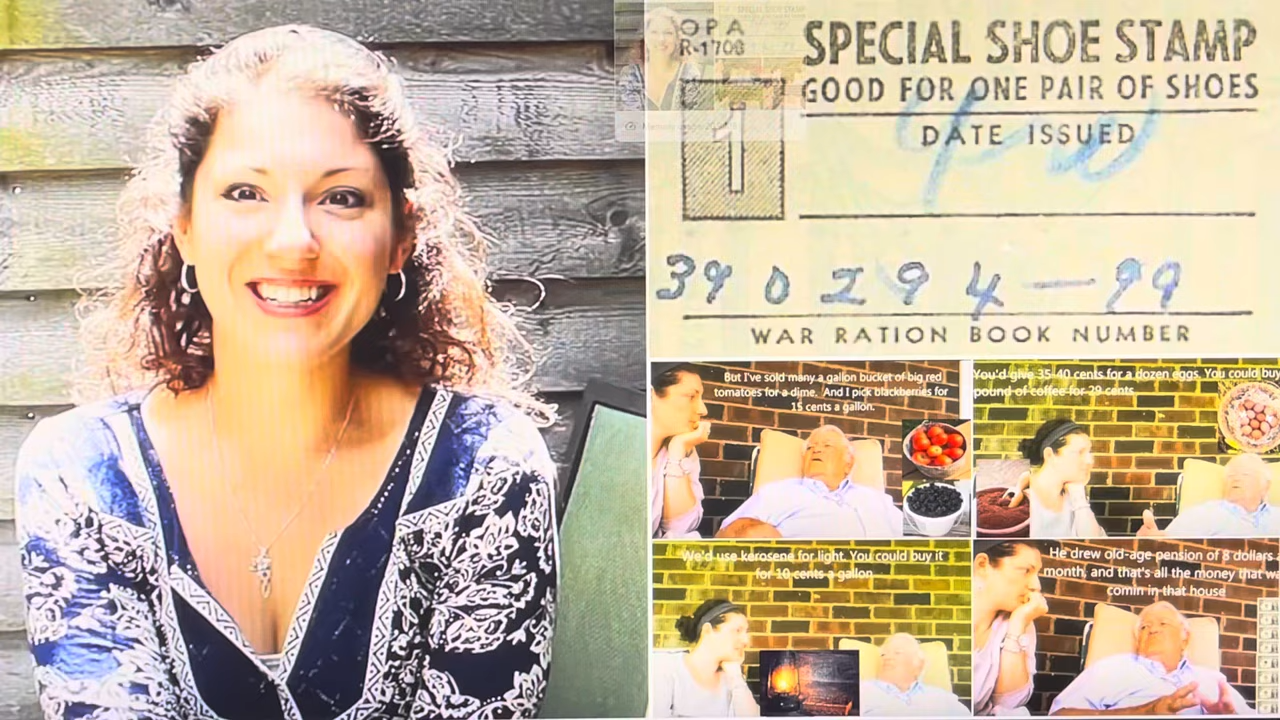 OPA
R-1706
SPECIAL SHOE STAMP
GOOD FOR ONE PAIR OF SHOES
1
DATE ISSUED
390294-99
WAR RATION BOOK NUMBER
But I've sold many a gallon bucket of big red
tomatoes for a dime. And I pick blackberries for
15 cents a gallon.
You'd give 35-40 cents for a dozen eggs. You could buy
pound of coffee for 29 cents
We'd use kerosene for light. You could buy it
for 10 cents a gallon
He drew old-age pension of 8 dollars a
month, and that's all the money that wa
comin in that house